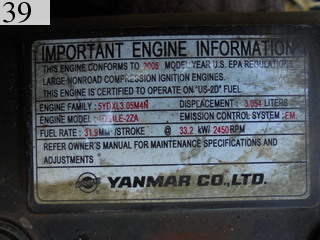 39
IMPORTANT ENGINE INFORMATION
THIS ENGINE CONFORMS TO 2005 MODEL YEAR U.S. EPA REGULATIONS
LARGE NONROAD COMPRESSION IGNITION ENGINES.
THIS ENGINE IS CERTIFIED TO OPERATE ON "US-2D" FUEL
ENGINE FAMILY : 5YDXL3.05M4N DISPLACEMENT : 3.054 LITERS
ENGINE MODEL : EMISSION CONTROL SYSTEM : EM
FUEL RATE : 31.9MM³/STROKE @ 33.2 kW/ 2450RPM
REFER OWNER'S MANUAL FOR MAINTENANCE SPECIFICATIONS AND
ADJUSTMENTS
YANMAR CO.,LTD.